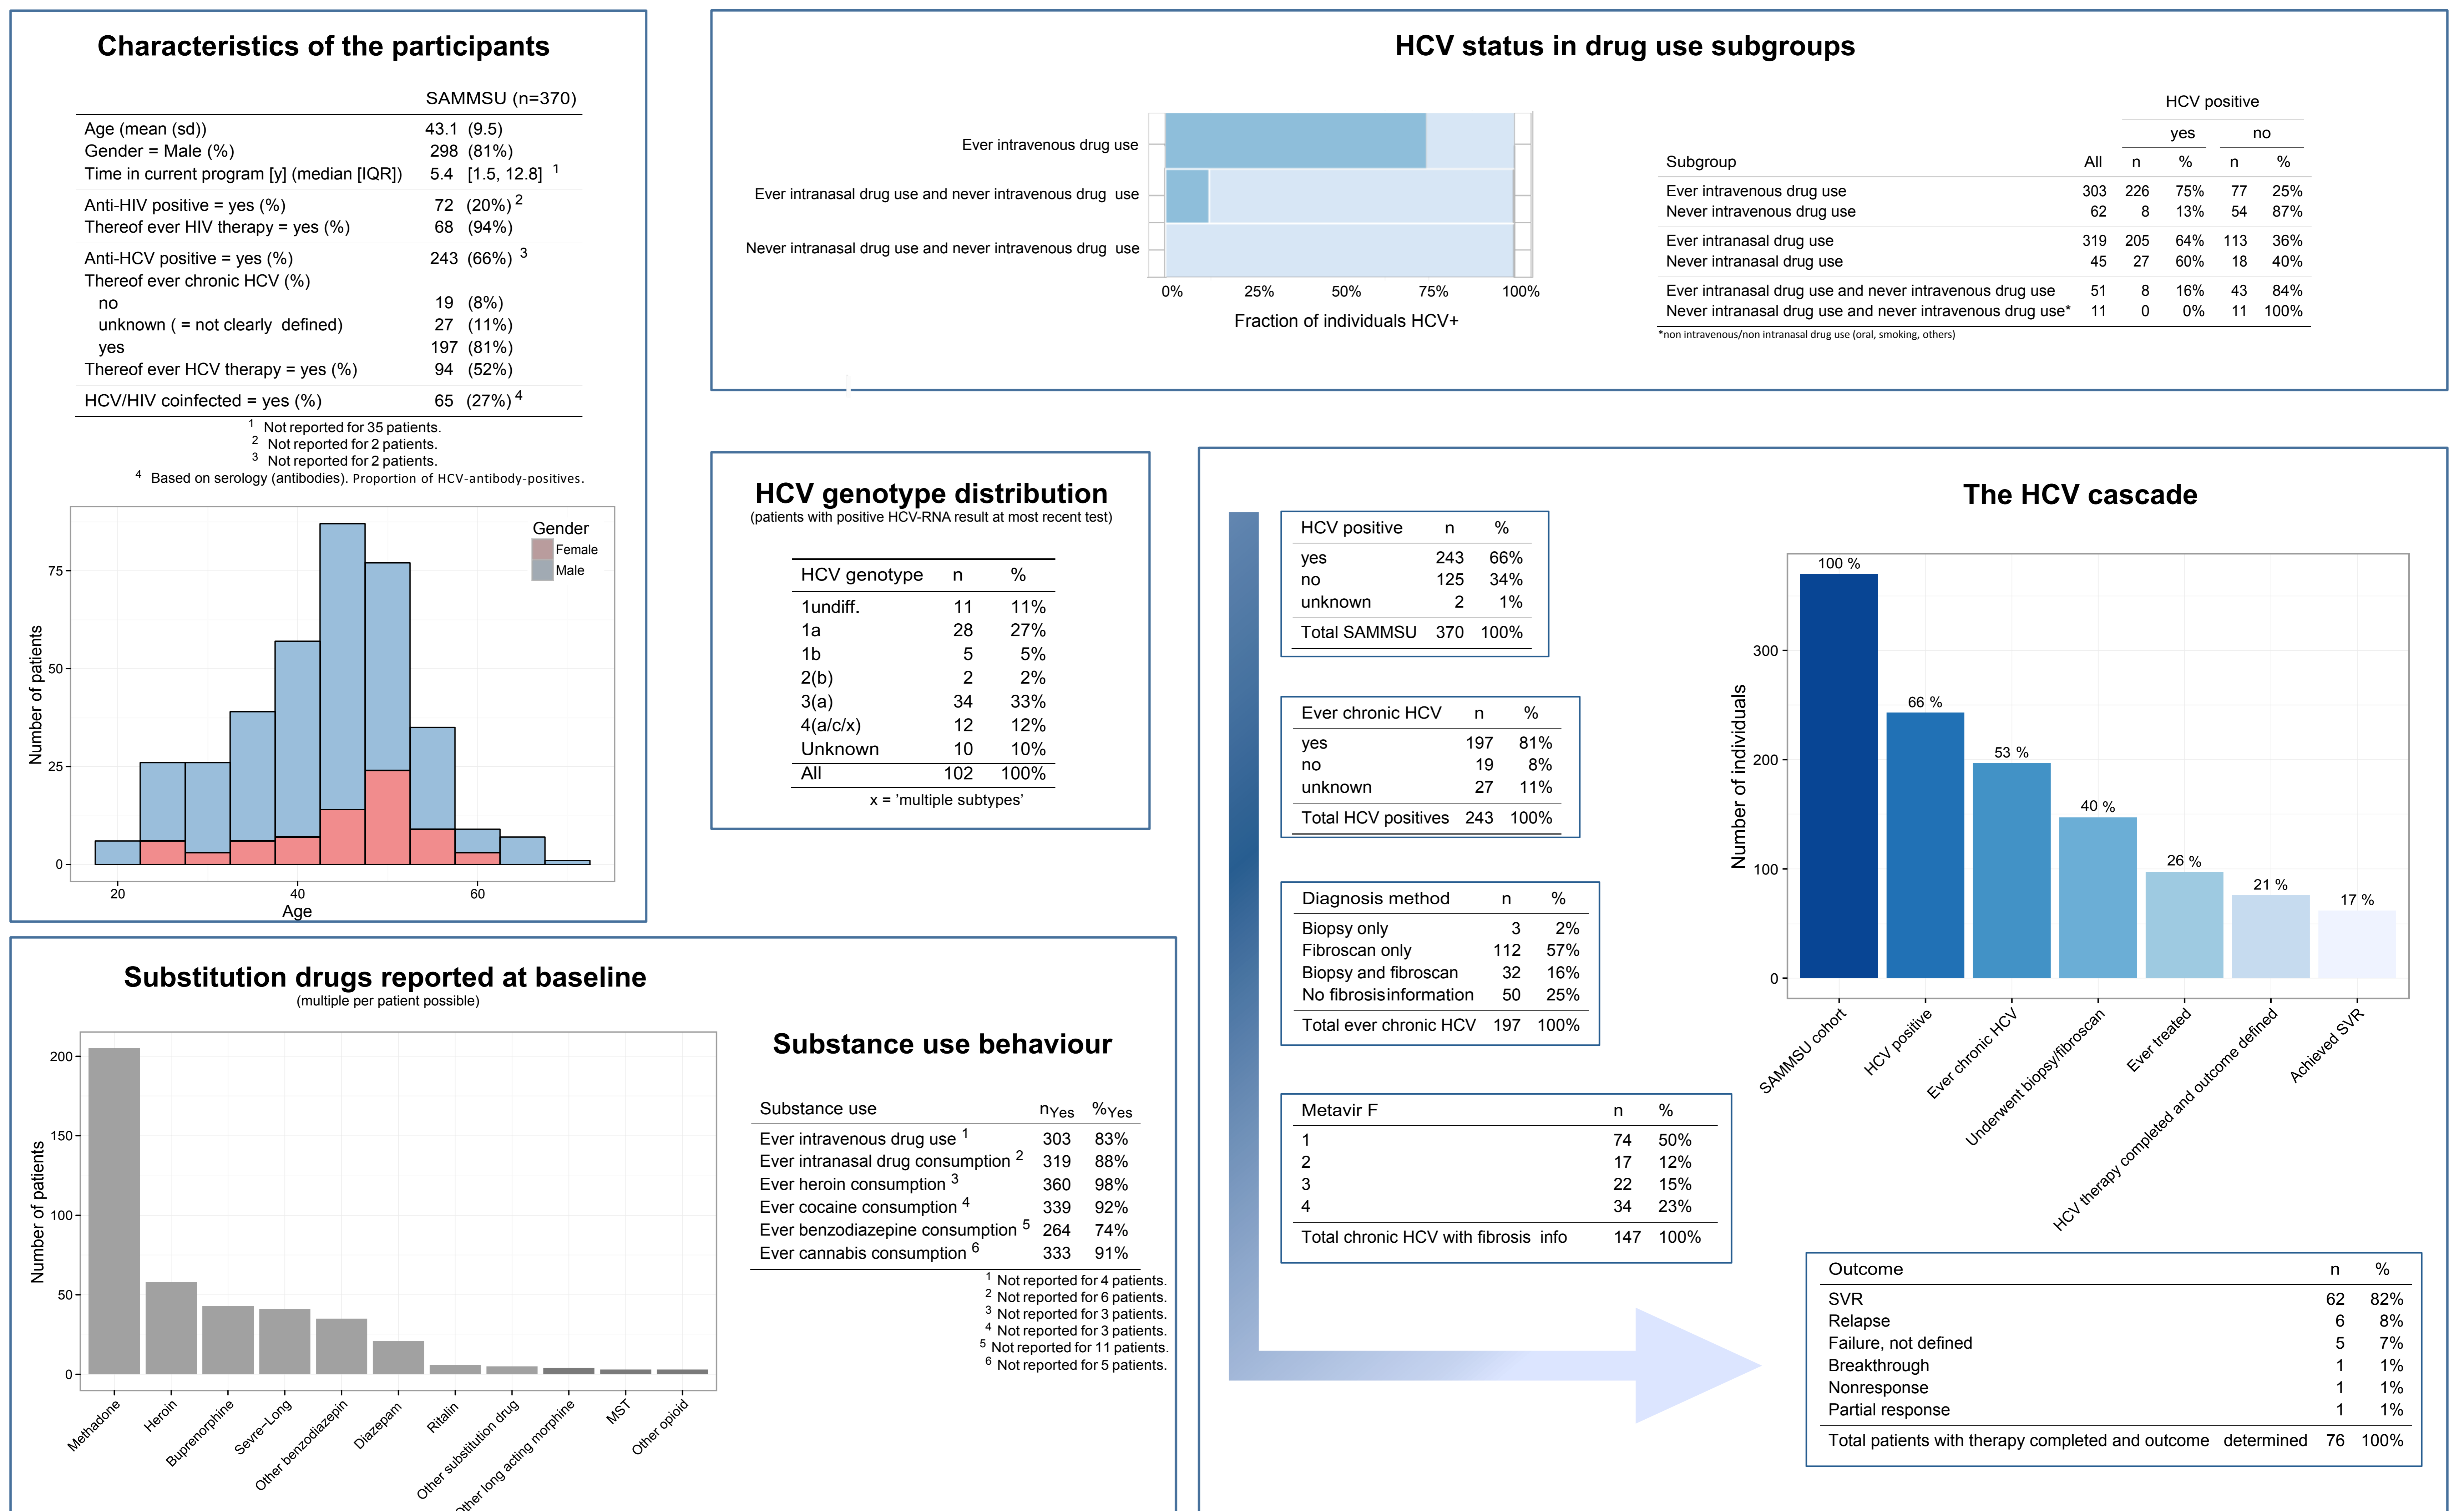 Characteristics of the participants
SAMMSU (n=370)
Age (mean (sd)) 43.1 (9.5)
Gender = Male (%) 298 (81%)
Time in current program [y] (median [IQR]) 5.4 [1.5, 12.8] 1
Anti-HIV positive = yes (%) 72 (20%) 2
Thereof ever HIV therapy = yes (%) 68 (94%)
Anti-HCV positive = yes (%) 243 (66%) 3
Thereof ever chronic HCV (%)
no 19 (8%)
unknown ( = not clearly defined) 27 (11%)
yes 197 (81%)
Thereof ever HCV therapy = yes (%) 94 (52%)
HCV/HIV coinfected = yes (%) 65 (27%) 4
1 Not reported for 35 patients.
2 Not reported for 2 patients.
3 Not reported for 2 patients.
4 Based on serology (antibodies). Proportion of HCV-antibody-positives.
Gender
Female
Male
75
50
25
0
Number of patients
20 40 60
Age
HCV status in drug use subgroups
Ever intravenous drug use
Ever intranasal drug use and never intravenous drug use
Never intranasal drug use and never intravenous drug use
0% 25% 50% 75% 100%
Fraction of individuals HCV+
HCV positive
yes no
Subgroup All n % n %
Ever intravenous drug use 303 226 75% 77 25%
Never intravenous drug use 62 8 13% 54 87%
Ever intranasal drug use 319 205 64% 113 36%
Never intranasal drug use 45 27 60% 18 40%
Ever intranasal drug use and never intravenous drug use 51 8 16% 43 84%
Never intranasal drug use and never intravenous drug use* 11 0 0% 11 100%
*non intravenous/non intranasal drug use (oral, smoking, others)
HCV genotype distribution
(patients with positive HCV-RNA result at most recent test)
HCV genotype n %
1undiff. 11 11%
1a 28 27%
1b 5 5%
2(b) 2 2%
3(a) 34 33%
4(a/c/x) 12 12%
Unknown 10 10%
All 102 100%
x = 'multiple subtypes'
The HCV cascade
HCV positive n %
yes 243 66%
no 125 34%
unknown 2 1%
Total SAMMSU 370 100%
Ever chronic HCV n %
yes 197 81%
no 19 8%
unknown 27 11%
Total HCV positives 243 100%
Diagnosis method n %
Biopsy only 3 2%
Fibroscan only 112 57%
Biopsy and fibroscan 32 16%
No fibrosis information 50 25%
Total ever chronic HCV 197 100%
Metavir F n %
1 74 50%
2 17 12%
3 22 15%
4 34 23%
Total chronic HCV with fibrosis info 147 100%
100 %
66 %
53 %
40 %
26 %
21 %
17 %
300
200
100
0
Number of individuals
SAMMSU cohort
HCV positive
Ever chronic HCV
Underwent biopsy/fibroscan
Ever treated
HCV therapy completed and outcome defined
Achieved SVR
Outcome n %
SVR 62 82%
Relapse 6 8%
Failure, not defined 5 7%
Breakthrough 1 1%
Nonresponse 1 1%
Partial response 1 1%
Total patients with therapy completed and outcome determined 76 100%
Substitution drugs reported at baseline
(multiple per patient possible)
200
150
100
50
0
Number of patients
Methadone
Heroin
Buprenorphine
Sevre-Long
Other benzodiazepin
Diazepam
Ritalin
Other substitution drug
Other long acting morphine
MST
Other opioid
Substance use behaviour
Substance use nYes %Yes
Ever intravenous drug use 1 303 83%
Ever intranasal drug consumption 2 319 88%
Ever heroin consumption 3 360 98%
Ever cocaine consumption 4 339 92%
Ever benzodiazepine consumption 5 264 74%
Ever cannabis consumption 6 333 91%
1 Not reported for 4 patients.
2 Not reported for 6 patients.
3 Not reported for 3 patients.
4 Not reported for 3 patients.
5 Not reported for 11 patients.
6 Not reported for 5 patients.